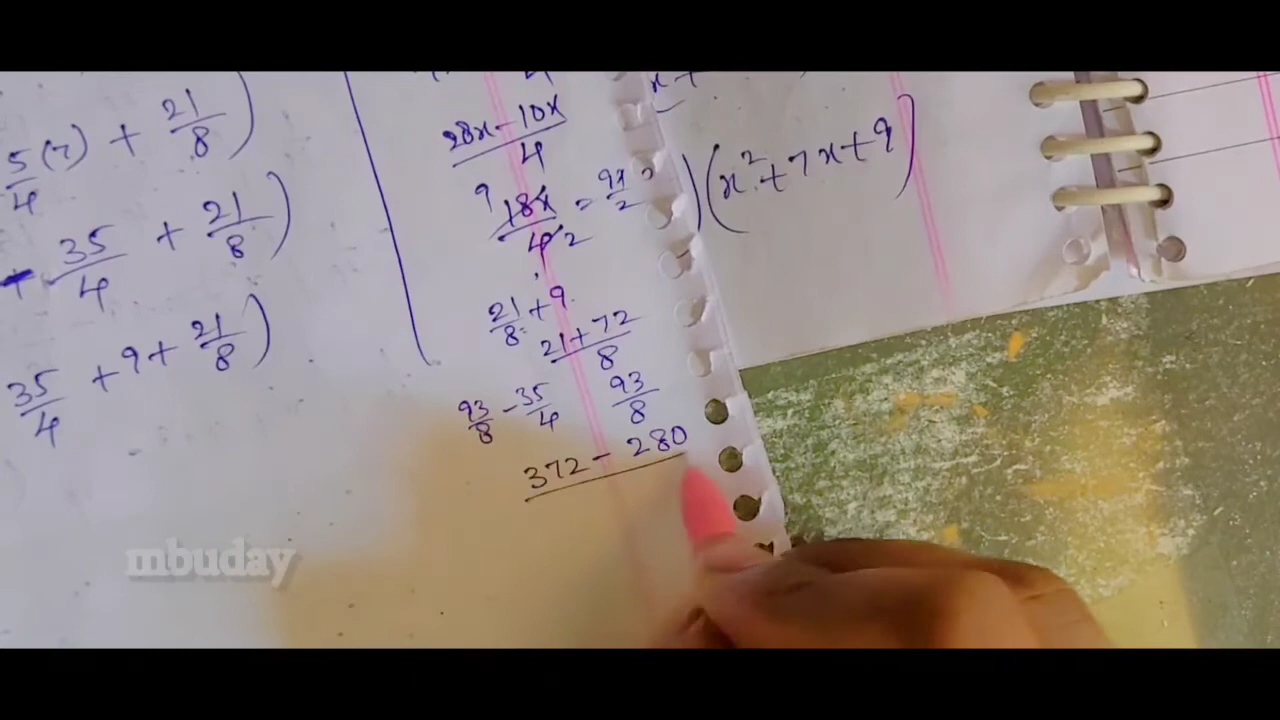 5/4 (7) + 21/8 )
- 35/4 + 21/8 )
35/4 + 9 + 21/8 )
28x - 10x / 4
9 18x / 4 2 = 9x/2
21/8 + 9
21 + 72 / 8
93/8
93/8 - 35/4
372 - 280
) (x² + 7x + 9)
mbuday